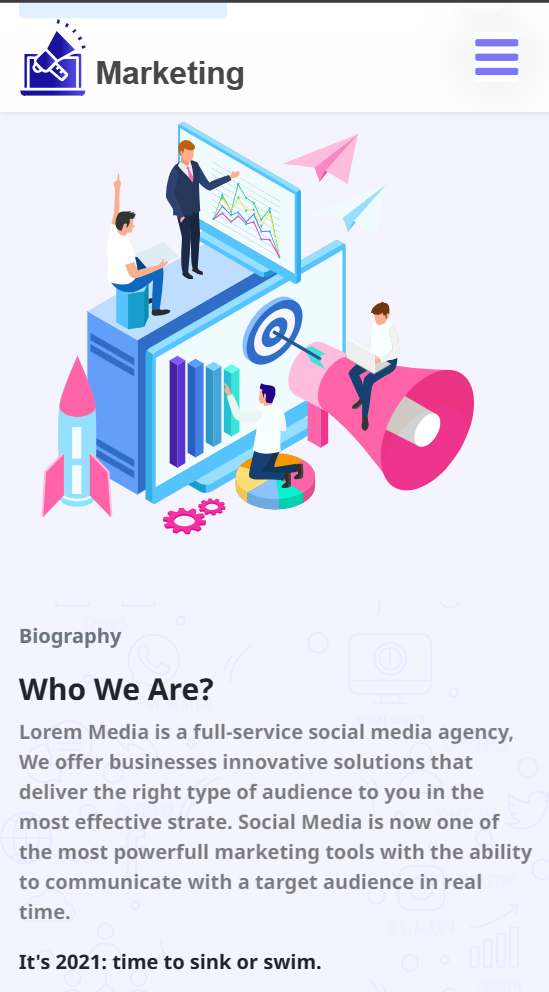 Marketing
Biography
Who We Are?
Lorem Media is a full-service social media agency,
We offer businesses innovative solutions that
deliver the right type of audience to you in the
most effective strate. Social Media is now one of
the most powerfull marketing tools with the ability
to communicate with a target audience in real
time.
It's 2021: time to sink or swim.